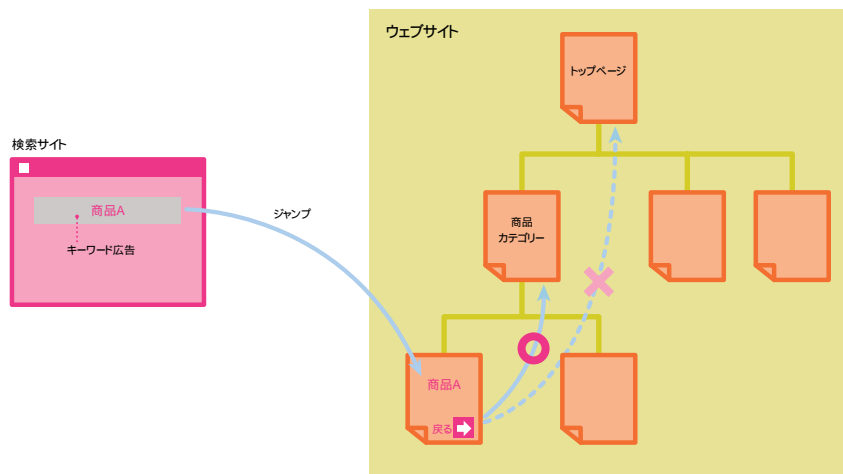 ウェブサイト
トップページ
検索サイト
商品A
キーワード広告
ジャンプ
商品
カテゴリー
商品A
戻る